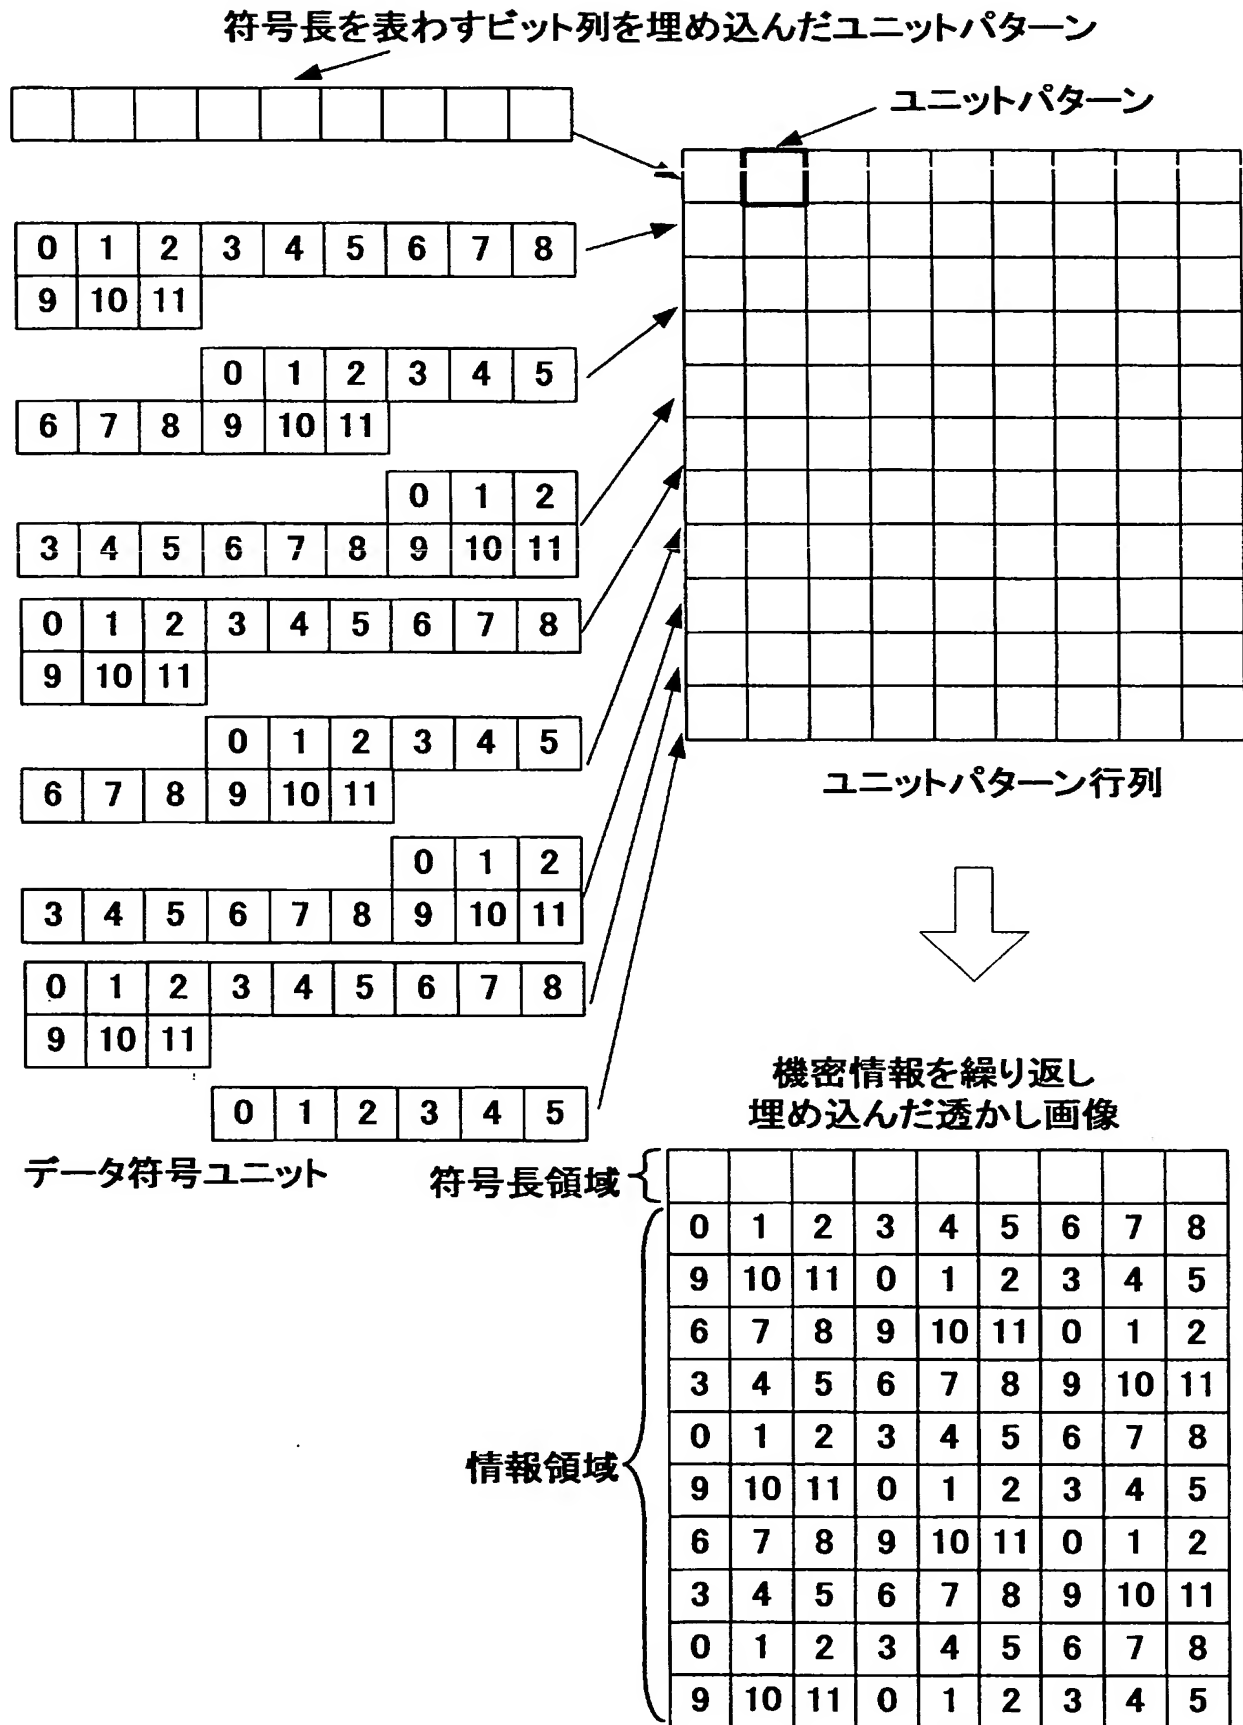 符号長を表わすビット列を埋め込んだユニットパターン
ユニットパターン
0 1 2 3 4 5 6 7 8
9 10 11
0 1 2 3 4 5
6 7 8 9 10 11
0 1 2
3 4 5 6 7 8 9 10 11
0 1 2 3 4 5 6 7 8
9 10 11
0 1 2 3 4 5
6 7 8 9 10 11
0 1 2
3 4 5 6 7 8 9 10 11
0 1 2 3 4 5 6 7 8
9 10 11
0 1 2 3 4 5
データ符号ユニット
ユニットパターン行列
機密情報を繰り返し
埋め込んだ透かし画像
符号長領域
情報領域
0 1 2 3 4 5 6 7 8
9 10 11 0 1 2 3 4 5
6 7 8 9 10 11 0 1 2
3 4 5 6 7 8 9 10 11
0 1 2 3 4 5 6 7 8
9 10 11 0 1 2 3 4 5
6 7 8 9 10 11 0 1 2
3 4 5 6 7 8 9 10 11
0 1 2 3 4 5 6 7 8
9 10 11 0 1 2 3 4 5